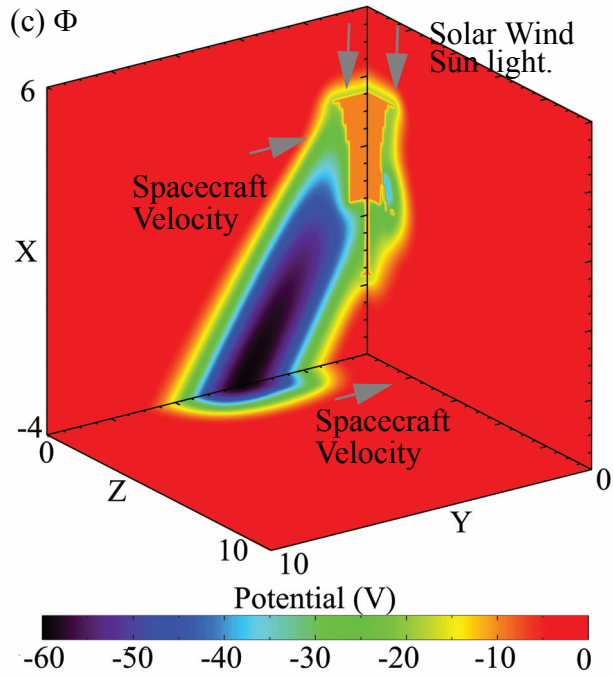 (c) Φ
Solar Wind
Sun light.
6
Spacecraft
Velocity
X
-4
0
Spacecraft
Velocity
Z
Y
0
10
10
Potential (V)
-60 -50 -40 -30 -20 -10 0